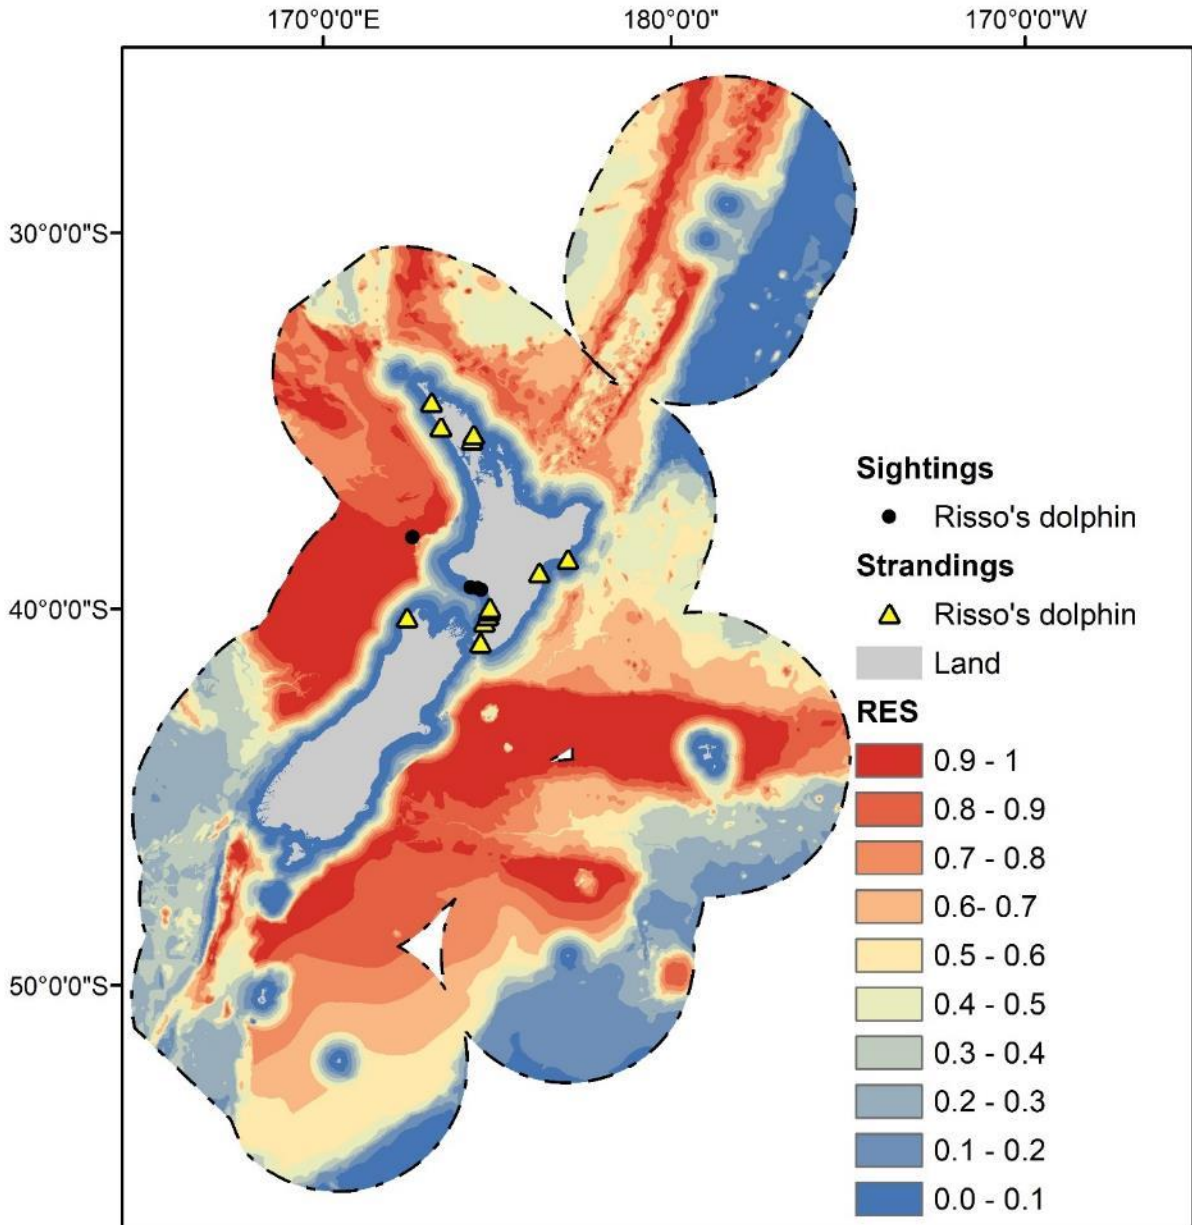 170°0'0"E
180°0'0"
170°0'0"W
30°0'0"S
40°0'0"S
50°0'0"S
Sightings
Risso's dolphin
Strandings
Risso's dolphin
Land
RES
0.9 - 1
0.8 - 0.9
0.7 - 0.8
0.6- 0.7
0.5 - 0.6
0.4 - 0.5
0.3 - 0.4
0.2 - 0.3
0.1 - 0.2
0.0 - 0.1